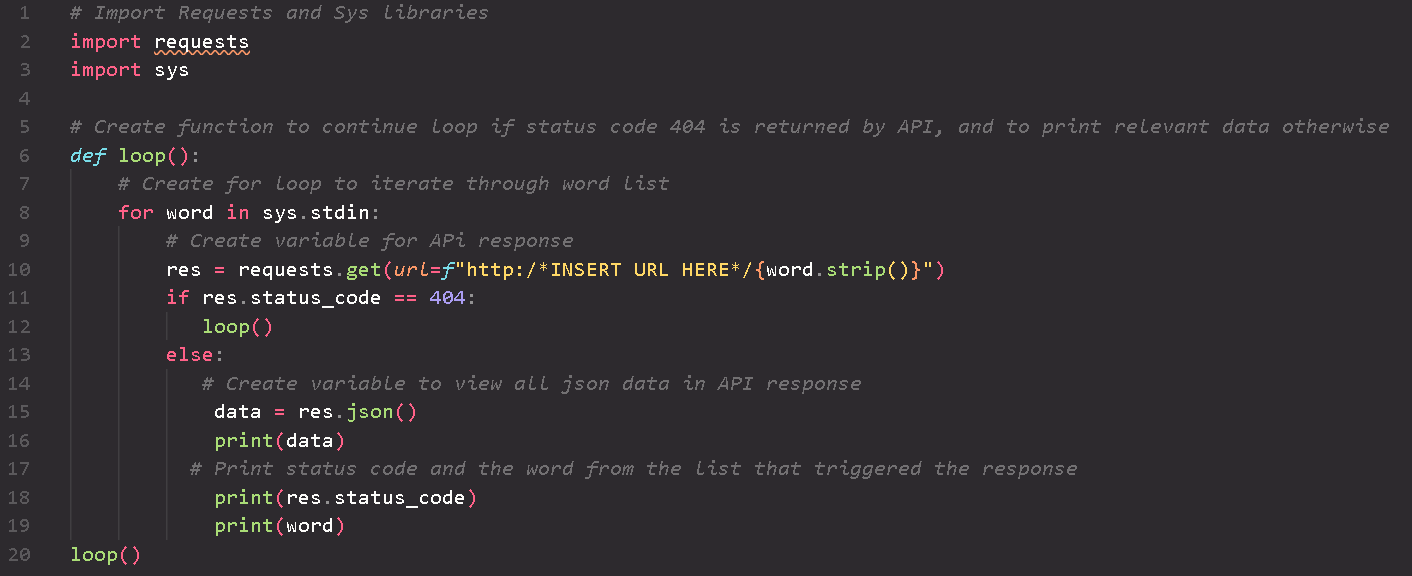 1 # Import Requests and Sys libraries
2 import requests
3 import sys
4
5 # Create function to continue loop if status code 404 is returned by API, and to print relevant data otherwise
6 def loop():
7     # Create for loop to iterate through word list
8     for word in sys.stdin:
9         # Create variable for APi response
10         res = requests.get(url=f"http:/*INSERT URL HERE*/{word.strip()}")
11         if res.status_code == 404:
12            loop()
13         else:
14            # Create variable to view all json data in API response
15             data = res.json()
16             print(data)
17           # Print status code and the word from the list that triggered the response
18             print(res.status_code)
19             print(word)
20 loop()